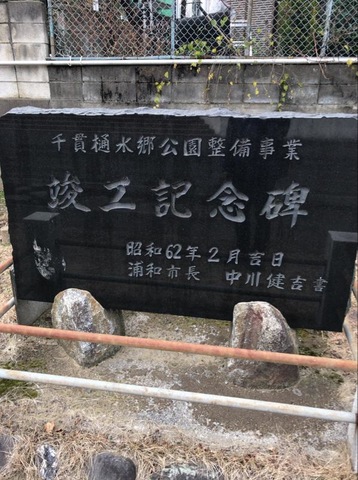 千貫樋水郷公園整備事業
竣工記念碑
昭和62年2月吉日
浦和市長 中川健吉書